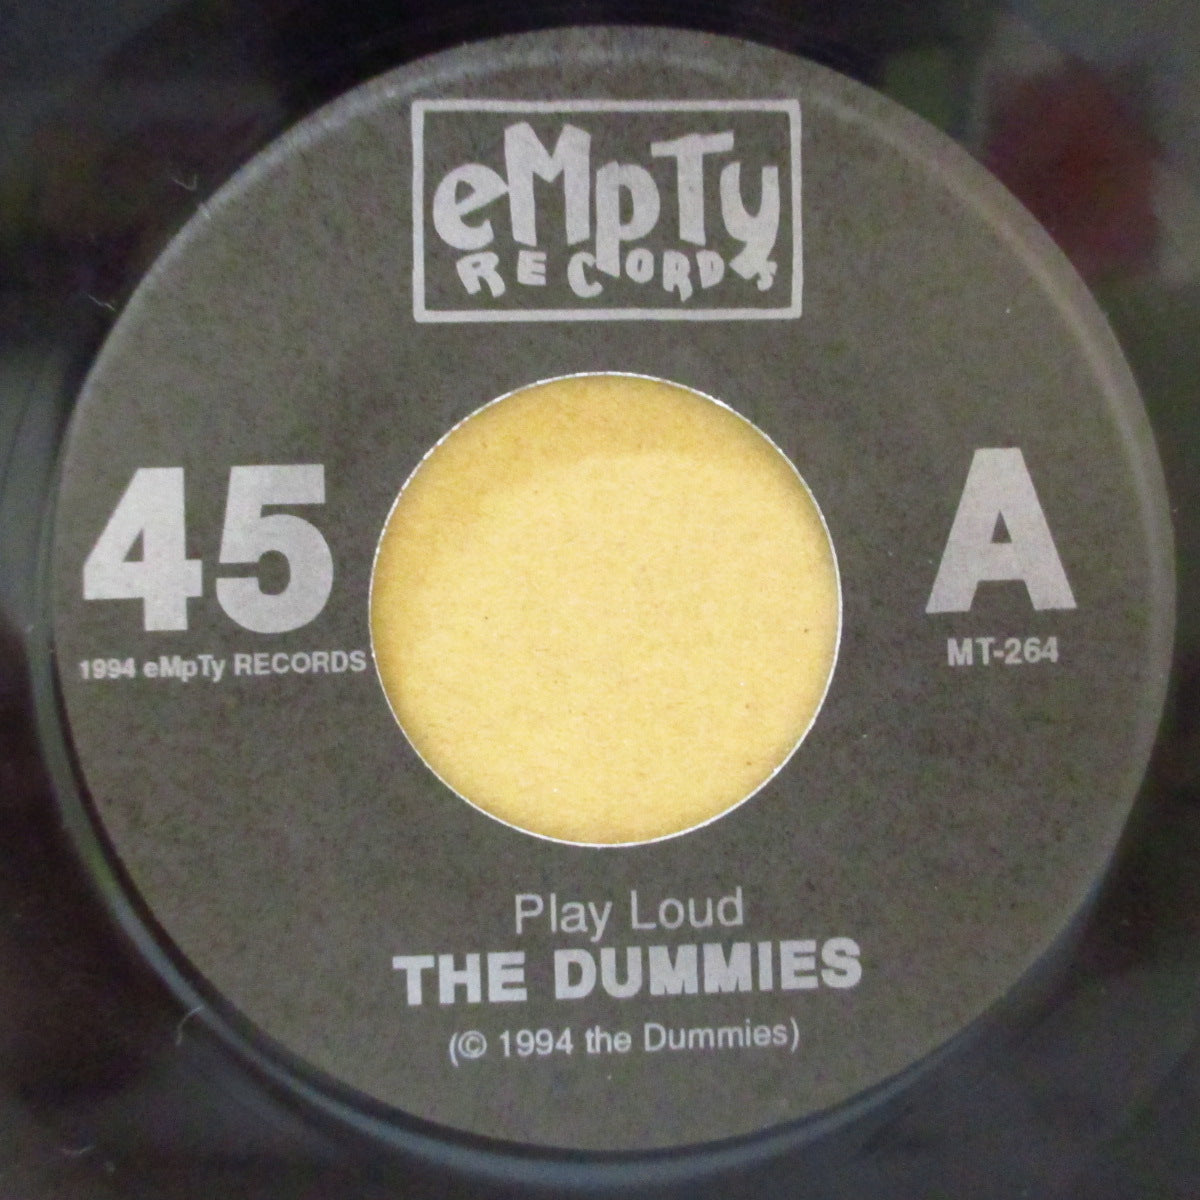 eMpTy
RECORDS
45
A
1994 eMpTy RECORDS
MT-264
Play Loud
THE DUMMIES
(© 1994 the Dummies)